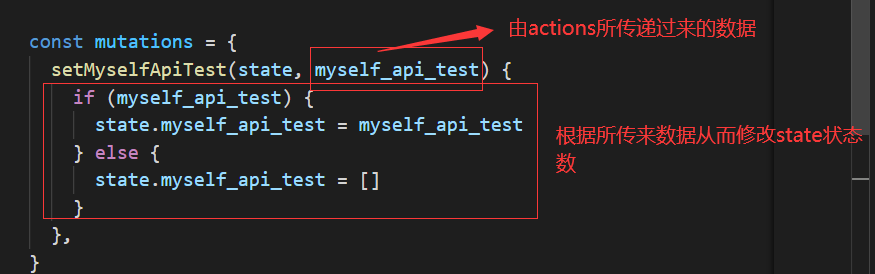 由actions所传递过来的数据
const mutations = {
setMyselfApiTest(state, myself_api_test) {
if (myself_api_test) {
state.myself_api_test = myself_api_test
} else {
state.myself_api_test = []
}
},
}
根据所传来数据从而修改state状态
数